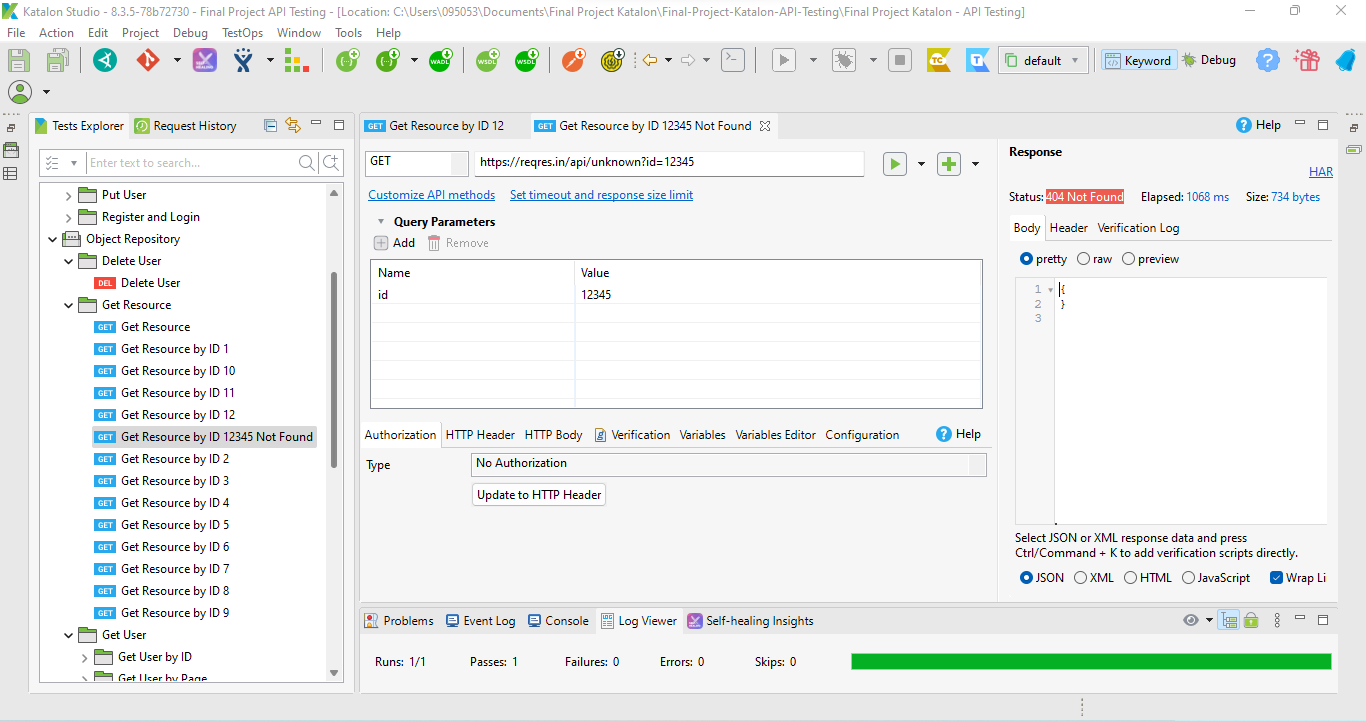 Katalon Studio - 8.3.5-78b72730 - Final Project API Testing - [Location: C:\Users\095053\Documents\Final Project Katalon\Final-Project-Katalon-API-Testing\Final Project Katalon - API Testing]
File Action Edit Project Debug TestOps Window Tools Help
WADL WSDL WSDL TC T default Keyword Debug
Tests Explorer Request History
Enter text to search...
Put User
Register and Login
Object Repository
Delete User
DEL Delete User
Get Resource
GET Get Resource
GET Get Resource by ID 1
GET Get Resource by ID 10
GET Get Resource by ID 11
GET Get Resource by ID 12
GET Get Resource by ID 12345 Not Found
GET Get Resource by ID 2
GET Get Resource by ID 3
GET Get Resource by ID 4
GET Get Resource by ID 5
GET Get Resource by ID 6
GET Get Resource by ID 7
GET Get Resource by ID 8
GET Get Resource by ID 9
Get User
Get User by ID
Get User by Page
GET Get Resource by ID 12 GET Get Resource by ID 12345 Not Found Help
GET https://reqres.in/api/unknown?id=12345
Customize API methods Set timeout and response size limit
Query Parameters
Add Remove
Name Value
id 12345
Authorization HTTP Header HTTP Body Verification Variables Variables Editor Configuration Help
Type No Authorization
Update to HTTP Header
Response
HAR
Status: 404 Not Found Elapsed: 1068 ms Size: 734 bytes
Body Header Verification Log
pretty raw preview
1 {
2 }
3
Select JSON or XML response data and press
Ctrl/Command + K to add verification scripts directly.
JSON XML HTML JavaScript Wrap Li
Problems Event Log Console Log Viewer Self-healing Insights
Runs: 1/1 Passes: 1 Failures: 0 Errors: 0 Skips: 0